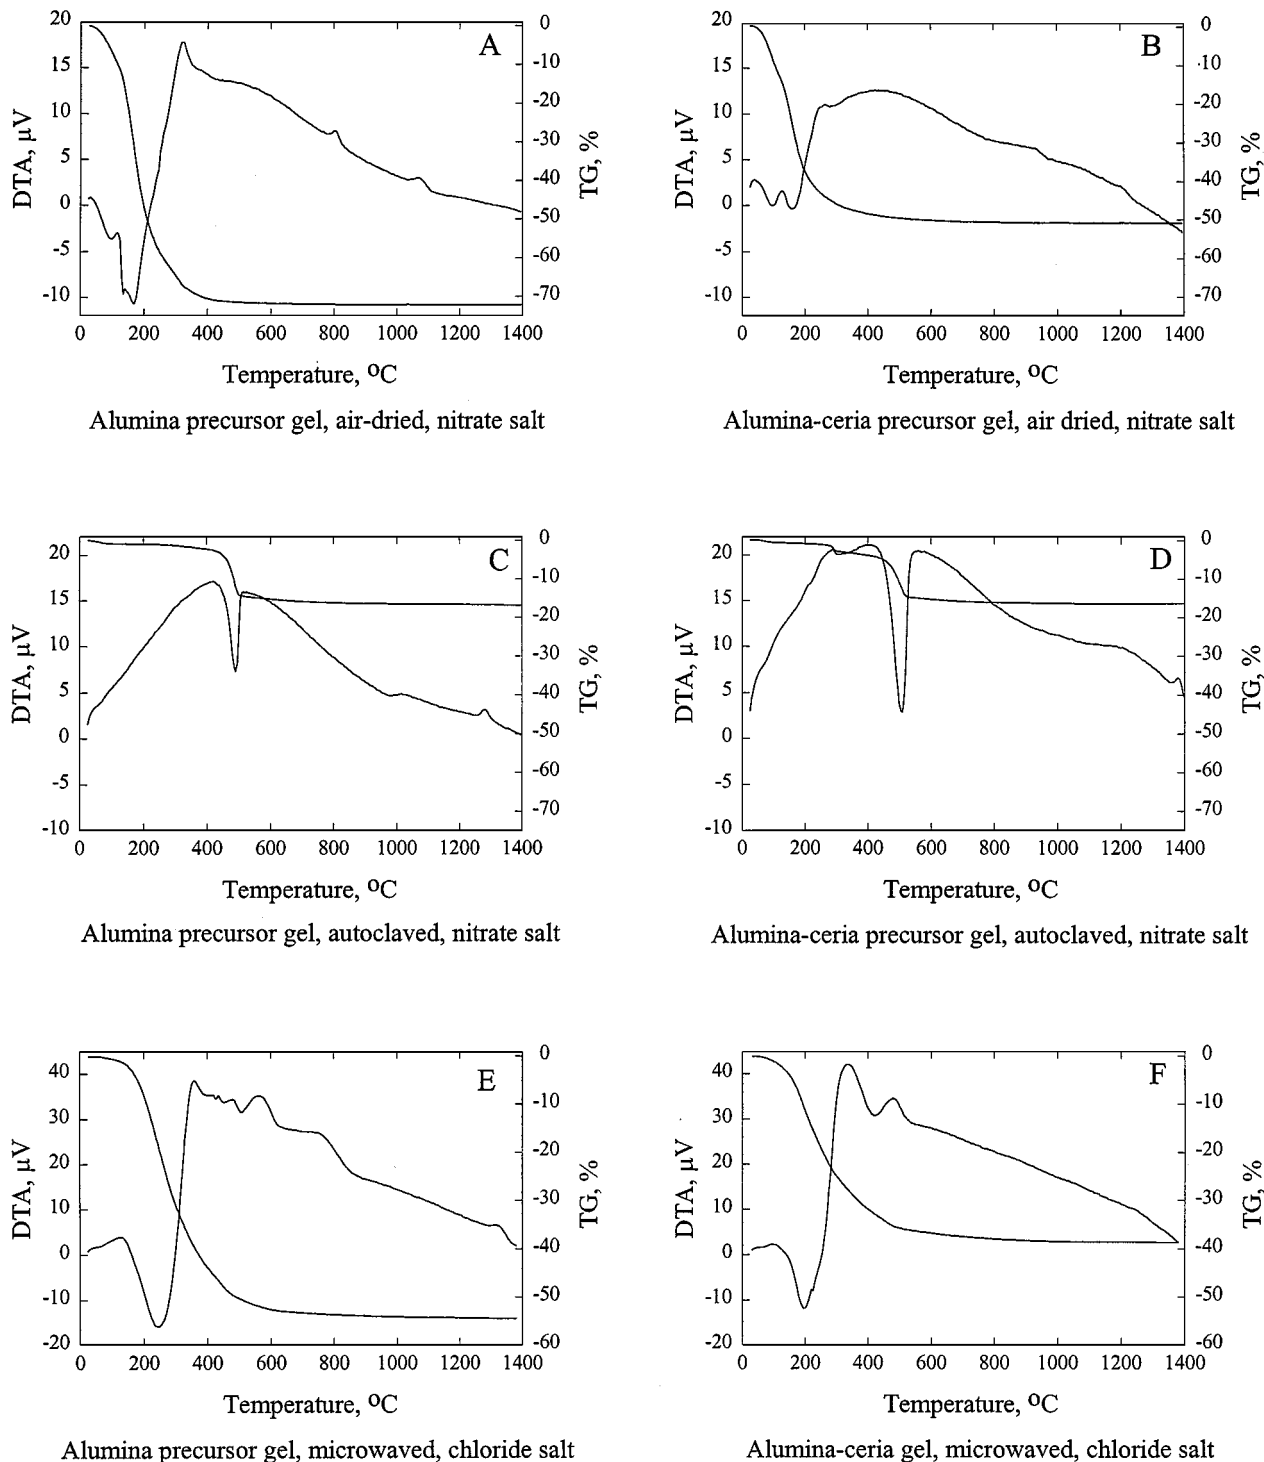 A
20
15
10
5
0
-5
-10
DTA, µV
0
-10
-20
-30
-40
-50
-60
-70
TG, %
0 200 400 600 800 1000 1200 1400
Temperature, °C
Alumina precursor gel, air-dried, nitrate salt
B
20
15
10
5
0
-5
-10
DTA, µV
0
-10
-20
-30
-40
-50
-60
-70
TG, %
0 200 400 600 800 1000 1200 1400
Temperature, °C
Alumina-ceria precursor gel, air dried, nitrate salt
C
20
15
10
5
0
-5
-10
DTA, µV
0
-10
-20
-30
-40
-50
-60
-70
TG, %
0 200 400 600 800 1000 1200 1400
Temperature, °C
Alumina precursor gel, autoclaved, nitrate salt
D
20
15
10
5
0
-5
-10
DTA, µV
0
-10
-20
-30
-40
-50
-60
-70
TG, %
0 200 400 600 800 1000 1200 1400
Temperature, °C
Alumina-ceria precursor gel, autoclaved, nitrate salt
E
40
30
20
10
0
-10
-20
DTA, µV
0
-10
-20
-30
-40
-50
-60
TG, %
0 200 400 600 800 1000 1200 1400
Temperature, °C
Alumina precursor gel, microwaved, chloride salt
F
40
30
20
10
0
-10
-20
DTA, µV
0
-10
-20
-30
-40
-50
-60
TG, %
0 200 400 600 800 1000 1200 1400
Temperature, °C
Alumina-ceria gel, microwaved, chloride salt